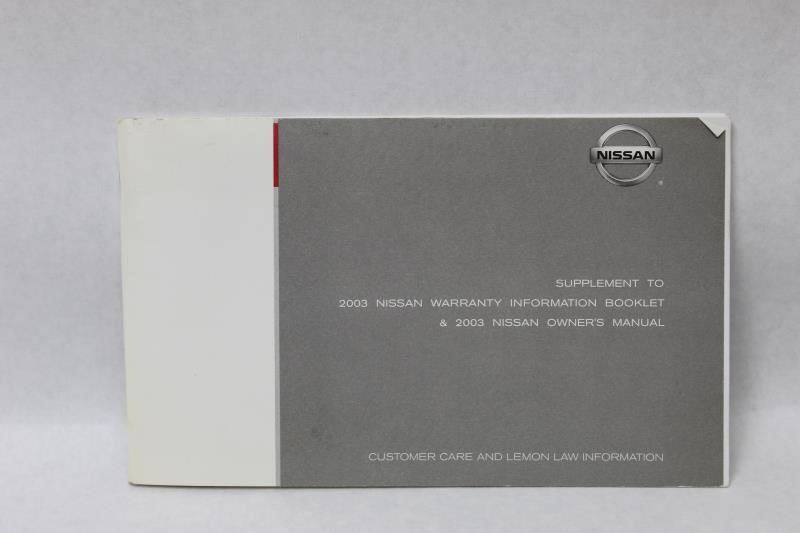 NISSAN
SUPPLEMENT TO
2003 NISSAN WARRANTY INFORMATION BOOKLET
& 2003 NISSAN OWNER'S MANUAL
CUSTOMER CARE AND LEMON LAW INFORMATION